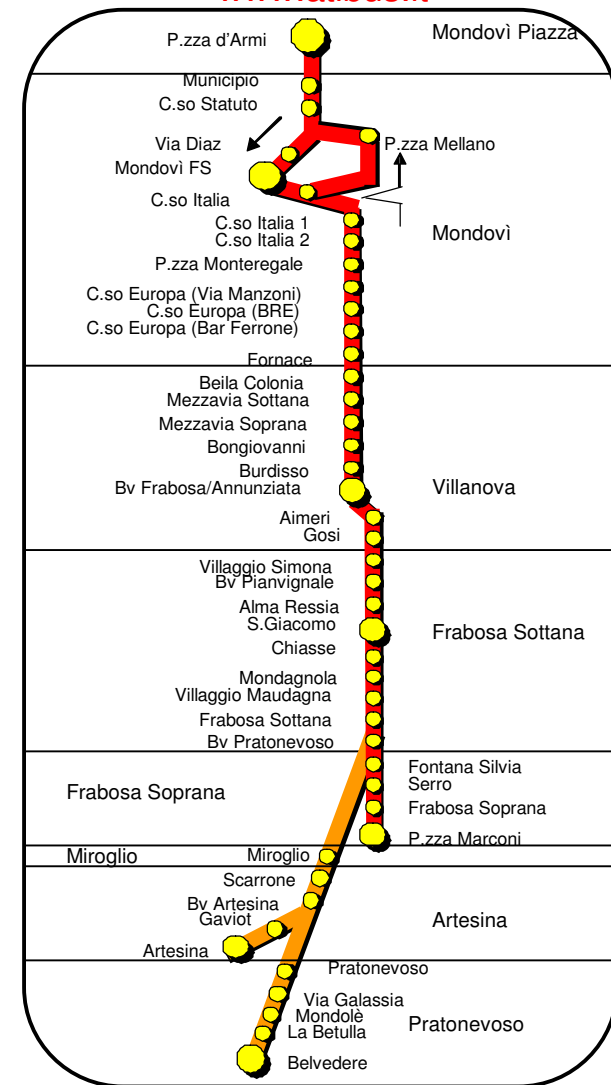 P.zza d'Armi
Mondovì Piazza
Municipio
C.so Statuto
Via Diaz
P.zza Mellano
Mondovì FS
C.so Italia
C.so Italia 1
Mondovì
C.so Italia 2
P.zza Monteregale
C.so Europa (Via Manzoni)
C.so Europa (BRE)
C.so Europa (Bar Ferrone)
Fornace
Beila Colonia
Mezzavia Sottana
Mezzavia Soprana
Bongiovanni
Burdisso
Bv Frabosa/Annunziata
Villanova
Aimeri
Gosi
Villaggio Simona
Bv Pianvignale
Alma Ressia
S.Giacomo
Frabosa Sottana
Chiasse
Mondagnola
Villaggio Maudagna
Frabosa Sottana
Bv Pratonevoso
Fontana Silvia
Serro
Frabosa Soprana
Frabosa Soprana
P.zza Marconi
Miroglio
Miroglio
Scarrone
Bv Artesina
Gaviot
Artesina
Artesina
Pratonevoso
Via Galassia
Mondolè
Pratonevoso
La Betulla
Belvedere